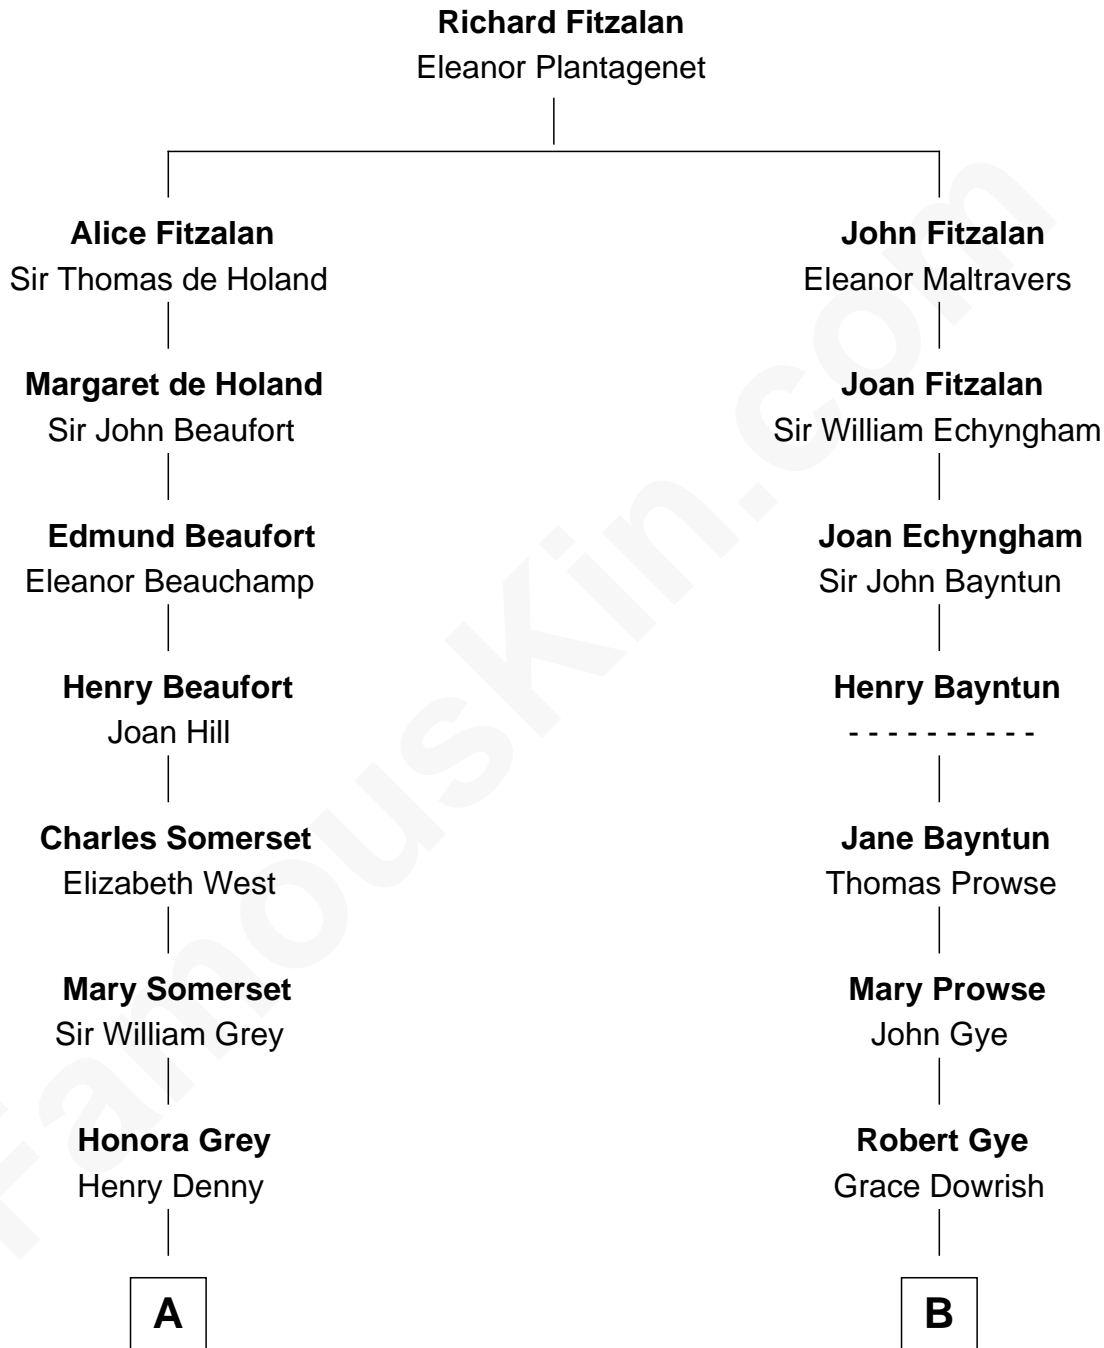 Richard Fitzalan
Eleanor Plantagenet
Alice Fitzalan
Sir Thomas de Holand
John Fitzalan
Eleanor Maltravers
Margaret de Holand
Sir John Beaufort
Joan Fitzalan
Sir William Echyngham
Edmund Beaufort
Eleanor Beauchamp
Joan Echyngham
Sir John Bayntun
Henry Beaufort
Joan Hill
Henry Bayntun
- - - - - - - - - -
Charles Somerset
Elizabeth West
Jane Bayntun
Thomas Prowse
Mary Somerset
Sir William Grey
Mary Prowse
John Gye
Honora Grey
Henry Denny
Robert Gye
Grace Dowrish
A
B
FamousKin.com